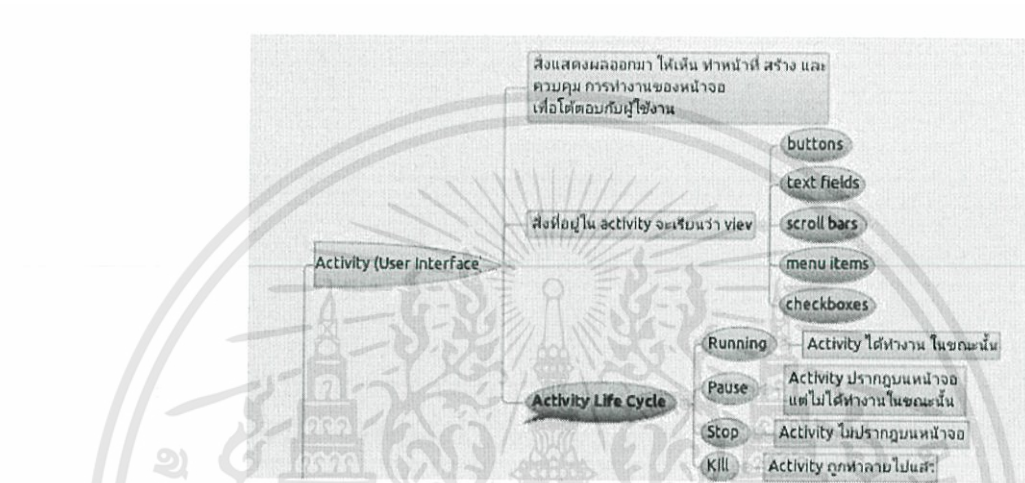 สิ่งแสดงผลออกมา ให้เห็น ทำหน้าที่ สร้าง และ
ควบคุม การทำงานของหน้าจอ
เพื่อโต้ตอบกับผู้ใช้งาน
buttons
text fields
สิ่งที่อยู่ใน activity จะเรียกว่า view
scroll bars
Activity (User Interface
menu items
checkboxes
Running
Activity ได้ทำงาน ในขณะนั้น
Pause
Activity ปรากฎบนหน้าจอ
แต่ไม่ได้ทำงานในขณะนั้น
Activity Life Cycle
Stop
Activity ไม่ปรากฎบนหน้าจอ
Kill
Activity ถูกทำลายไปแล้ว